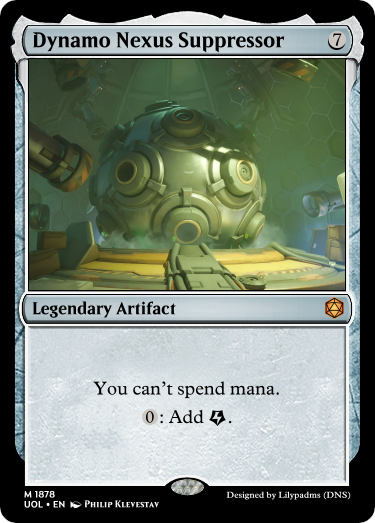 Dynamo Nexus Suppressor 7
Legendary Artifact
You can't spend mana.
0: Add .
M 1878
UOL • EN Philip Klevestav
Designed by Lilypadms (DNS)